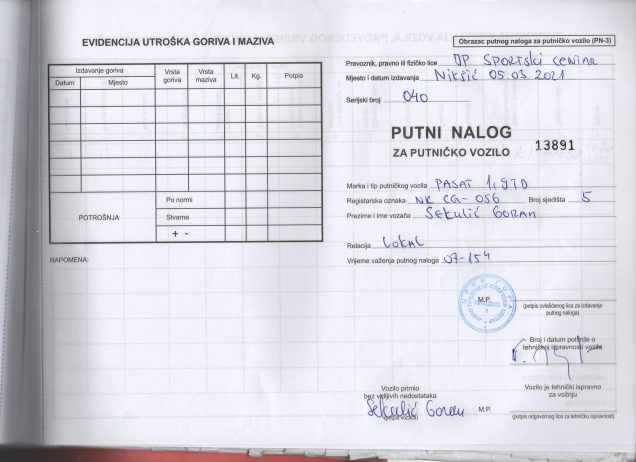 EVIDENCIJA UTROŠKA GORIVA I MAZIVA
Izdavanje goriva
Datum Mjesto
Vrsta goriva
Vrsta maziva
Lit.
Kg.
Potpis
POTROŠNJA
Po normi
Stvarna
+ -
NAPOMENA:
Obrazac putnog naloga za putničko vozilo (PN-3)
Prevoznik, pravno ili fizičko lice JP SPORTSKI CENTAR
Mjesto i datum izdavanja Nikšić 05.03.2021
Serijski broj 040
PUTNI NALOG
ZA PUTNIČKO VOZILO 13891
Marka i tip putničkog vozila PASAT 1,9TD
Registarska oznaka NK CG-056 Broj sjedišta 5
Prezime i ime vozača SEKULIĆ GORAN
Relacija LOKAL
Vrijeme važenja putnog naloga 07-15h
M.P.
(potpis ovlašćenog lica za izdavanje
putnog naloga)
Broj i datum potvrde o
tehničkoj ispravnosti vozila
Vozilo primio
bez vidljivih nedostataka
Sekulić Goran
(potpis vozača)
M.P.
Vozilo je tehnički ispravno
za vožnju
(potpis odgovornog lica za tehničku ispravnost)